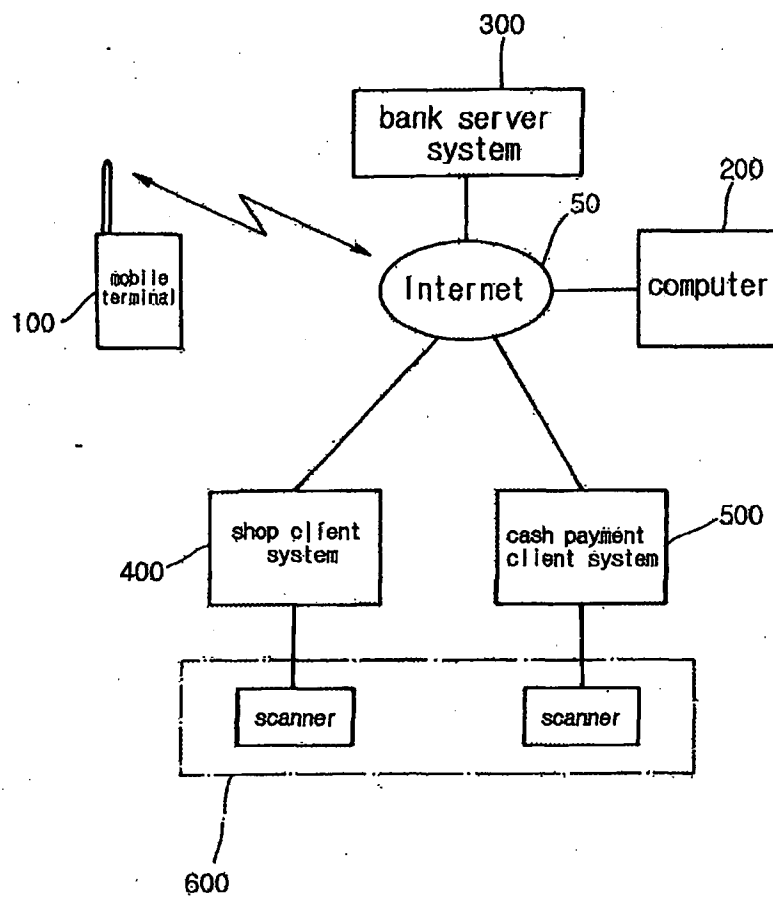 300
bank server
system
200
50
mobile
terminal
Internet
computer
100
shop client
system
cash payment
client system
500
400
scanner
scanner
600